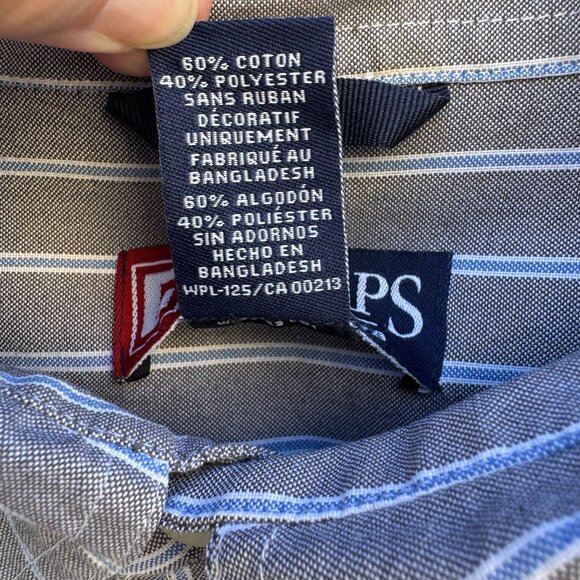 60% COTON
40% POLYESTER
SANS RUBAN
DÉCORATIF
UNIQUEMENT
FABRIQUÉ AU
BANGLADESH
60% ALGODÓN
40% POLIÉSTER
SIN ADORNOS
HECHO EN
BANGLADESH
WPL-125/CA 00213
PS